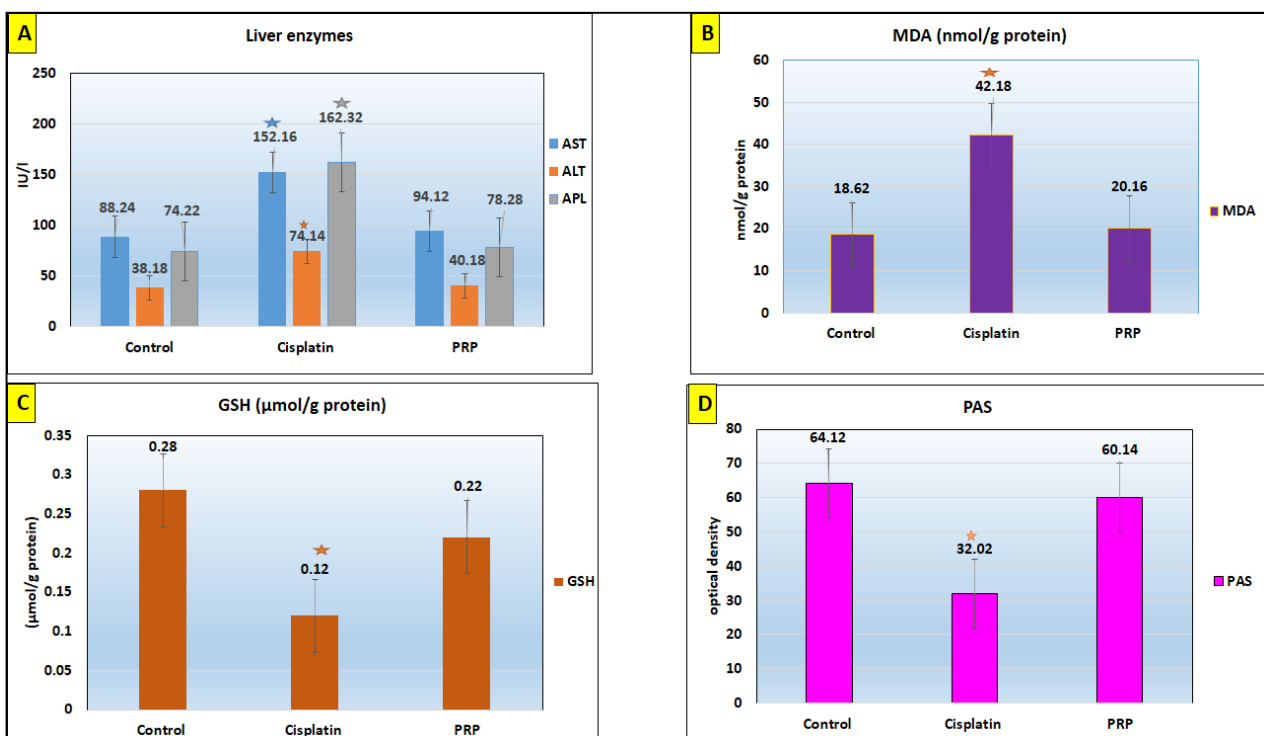 A
Liver enzymes
250
200
150
100
50
0
IU/l
88.24
38.18
74.22
152.16
74.14
162.32
94.12
40.18
78.28
Control
Cisplatin
PRP
AST
ALT
APL
B
MDA (nmol/g protein)
60
50
40
30
20
10
0
nmol/g protein
18.62
42.18
20.16
Control
Cisplatin
PRP
MDA
C
GSH (µmol/g protein)
0.35
0.3
0.25
0.2
0.15
0.1
0.05
0
(µmol/g protein)
0.28
0.12
0.22
Control
Cisplatin
PRP
GSH
D
PAS
80
70
60
50
40
30
20
10
0
optical density
64.12
32.02
60.14
Control
Cisplatin
PRP
PAS